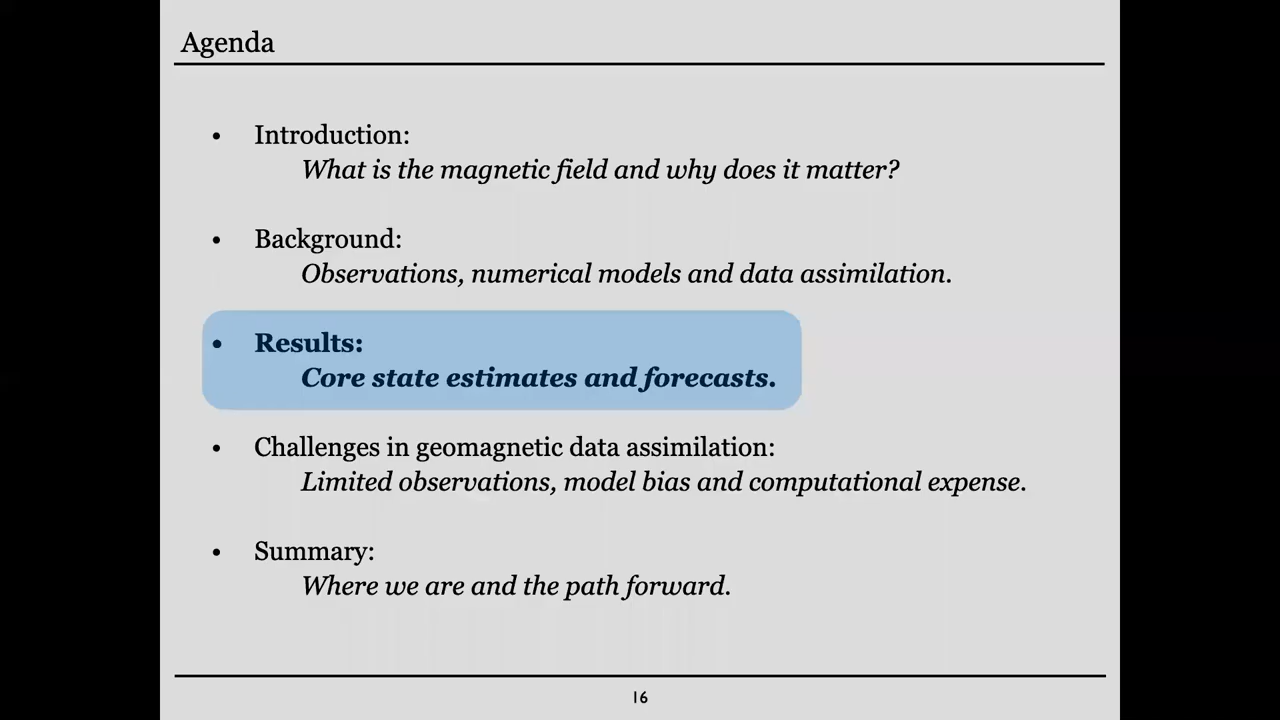 Agenda
• Introduction:
What is the magnetic field and why does it matter?
• Background:
Observations, numerical models and data assimilation.
• Results:
Core state estimates and forecasts.
• Challenges in geomagnetic data assimilation:
Limited observations, model bias and computational expense.
• Summary:
Where we are and the path forward.
16